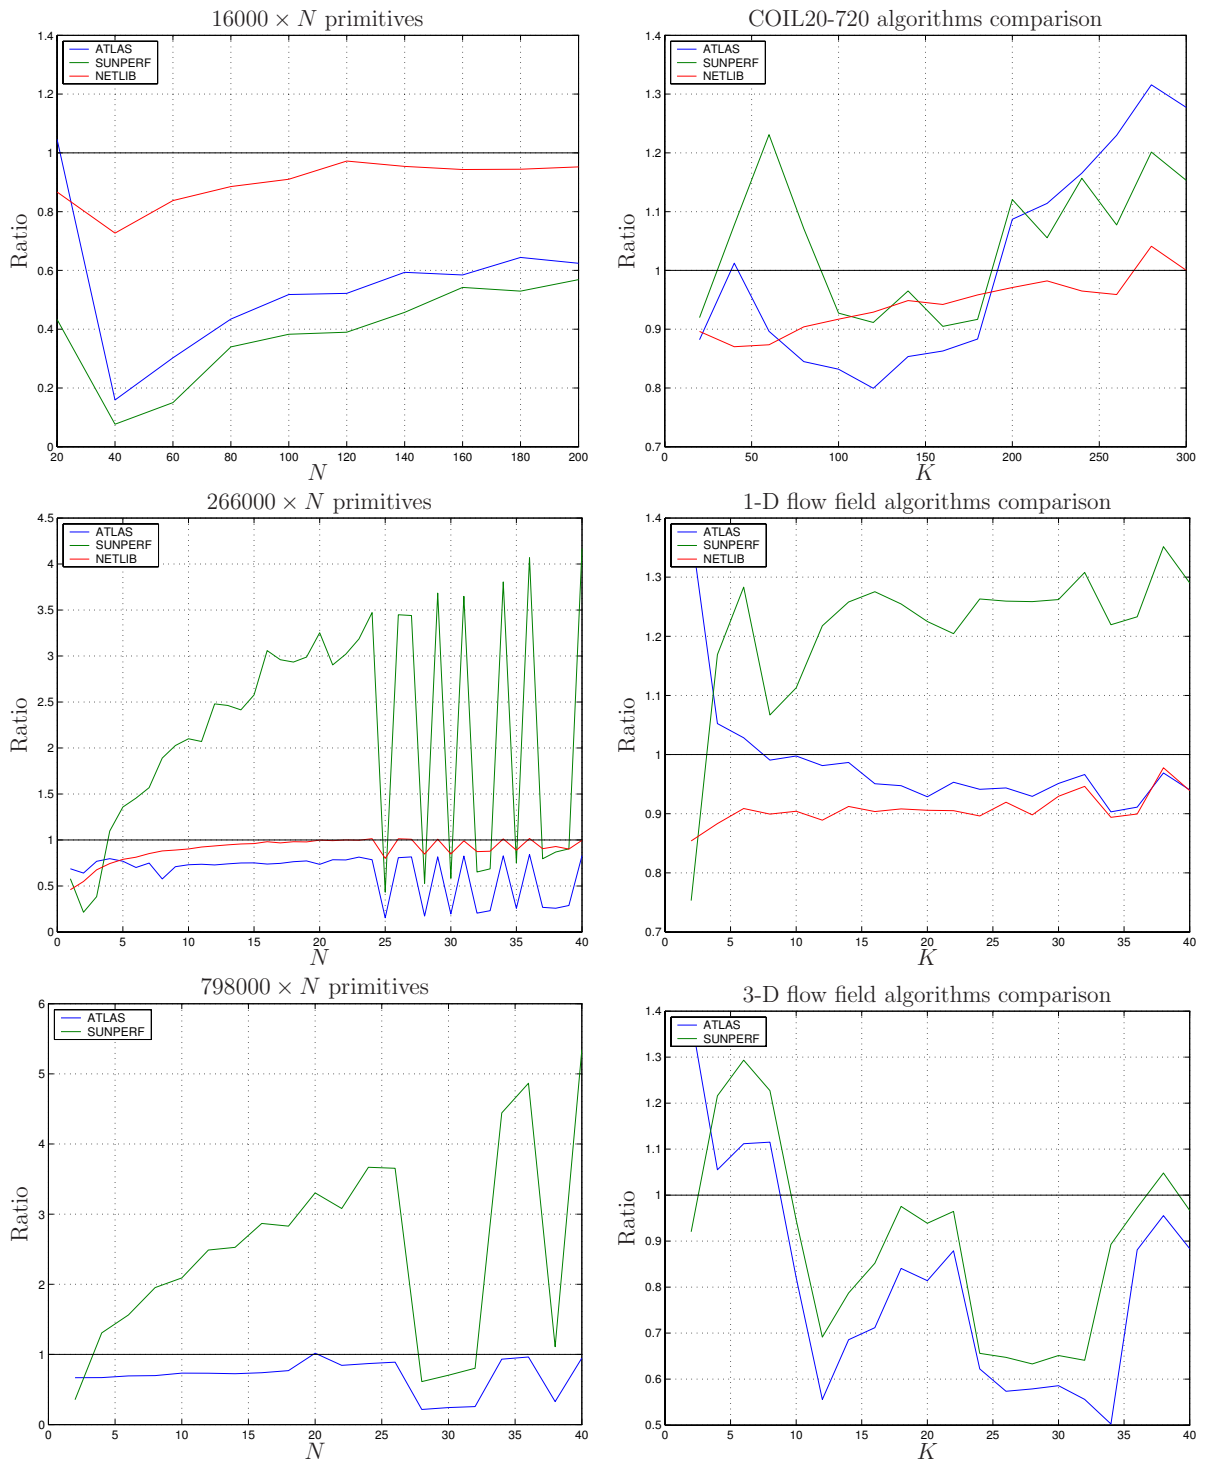 16000 × N primitives
1.4
1.2
1
0.8
0.6
0.4
0.2
0
ATLAS
SUNPERF
NETLIB
Ratio
20 40 60 80 100 120 140 160 180 200
N
COIL20-720 algorithms comparison
1.4
1.3
1.2
1.1
1
0.9
0.8
0.7
ATLAS
SUNPERF
NETLIB
Ratio
0 50 100 150 200 250 300
K
266000 × N primitives
4.5
4
3.5
3
2.5
2
1.5
1
0.5
0
ATLAS
SUNPERF
NETLIB
Ratio
0 5 10 15 20 25 30 35 40
N
1-D flow field algorithms comparison
1.4
1.3
1.2
1.1
1
0.9
0.8
0.7
ATLAS
SUNPERF
NETLIB
Ratio
0 5 10 15 20 25 30 35 40
K
798000 × N primitives
6
5
4
3
2
1
0
ATLAS
SUNPERF
Ratio
0 5 10 15 20 25 30 35 40
N
3-D flow field algorithms comparison
1.4
1.3
1.2
1.1
1
0.9
0.8
0.7
0.6
0.5
ATLAS
SUNPERF
Ratio
0 5 10 15 20 25 30 35 40
K